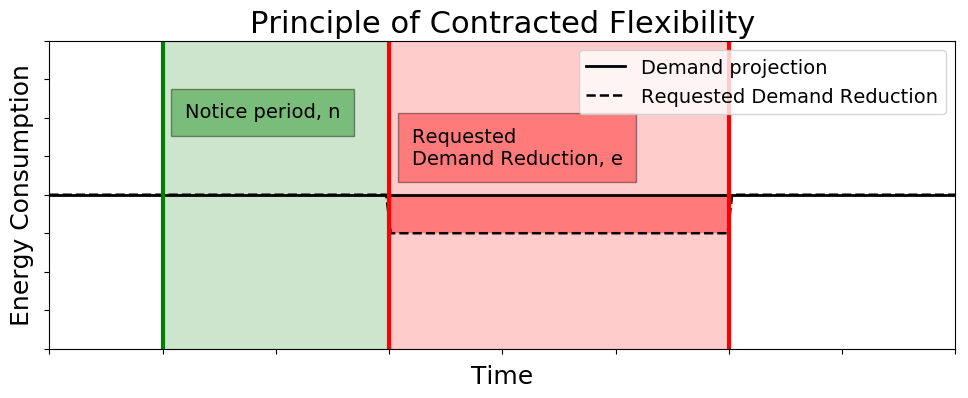 Principle of Contracted Flexibility
Demand projection
Requested Demand Reduction
Notice period, n
Requested
Demand Reduction, e
Energy Consumption
Time